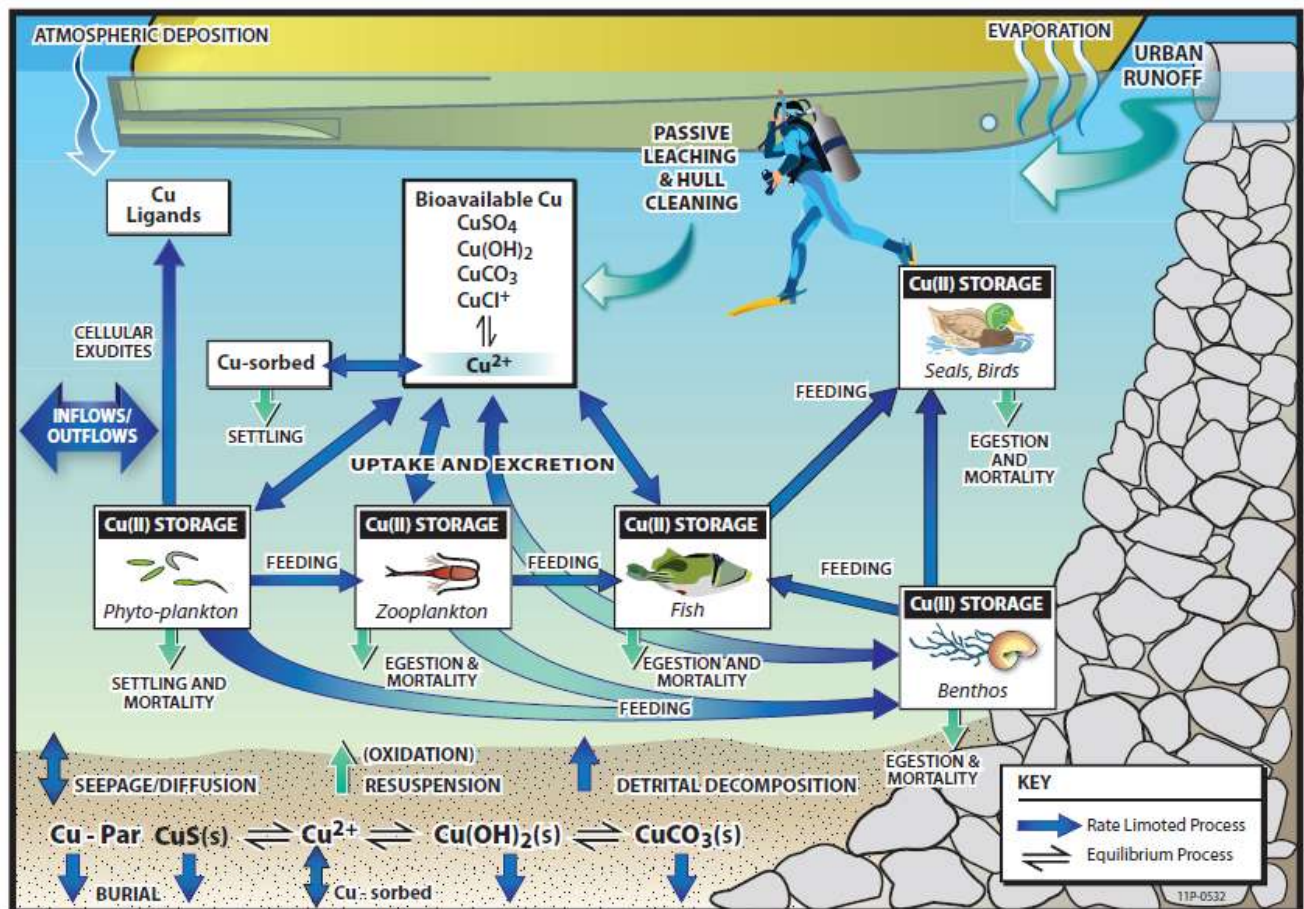 ATMOSPHERIC DEPOSITION
EVAPORATION
URBAN
RUNOFF
PASSIVE
LEACHING
& HULL
CLEANING
Cu
Ligands
Bioavailable Cu
CuSO4
Cu(OH)2
CuCO3
CuCl+
Cu2+
Cu-sorbed
SETTLING
CELLULAR
EXUDITES
INFLOWS/
OUTFLOWS
UPTAKE AND EXCRETION
Cu(II) STORAGE
Seals, Birds
FEEDING
EGESTION
AND
MORTALITY
Cu(II) STORAGE
Phyto-plankton
FEEDING
Cu(II) STORAGE
Zooplankton
FEEDING
Cu(II) STORAGE
Fish
FEEDING
Cu(II) STORAGE
Benthos
SETTLING AND
MORTALITY
EGESTION &
MORTALITY
EGESTION AND
MORTALITY
FEEDING
EGESTION &
MORTALITY
SEEPAGE/DIFFUSION
(OXIDATION)
RESUSPENSION
DETRITAL DECOMPOSITION
Cu - Par CuS(s) ⇌ Cu2+ ⇌ Cu(OH)2(s) ⇌ CuCO3(s)
BURIAL
Cu - sorbed
KEY
Rate Limoted Process
Equilibrium Process
11P-0532